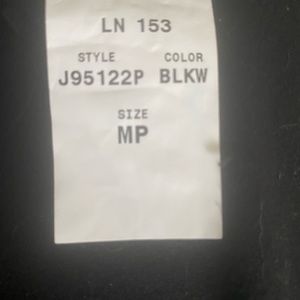 LN 153
STYLE COLOR
J95122P BLKW
SIZE
MP